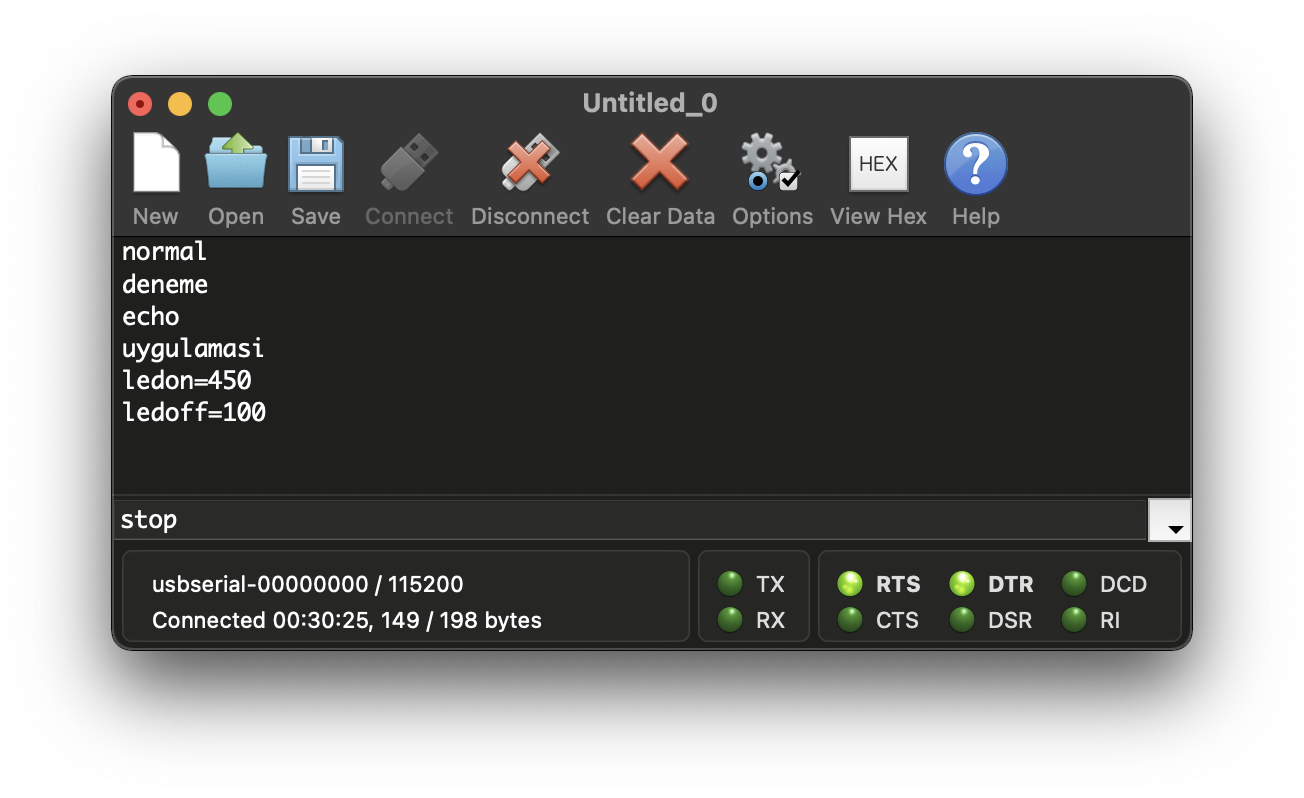 Untitled_0
New Open Save Connect Disconnect Clear Data Options View Hex Help
HEX
normal
deneme
echo
uygulamasi
ledon=450
ledoff=100
stop
usbserial-00000000 / 115200
Connected 00:30:25, 149 / 198 bytes
TX
RX
RTS DTR DCD
CTS DSR RI